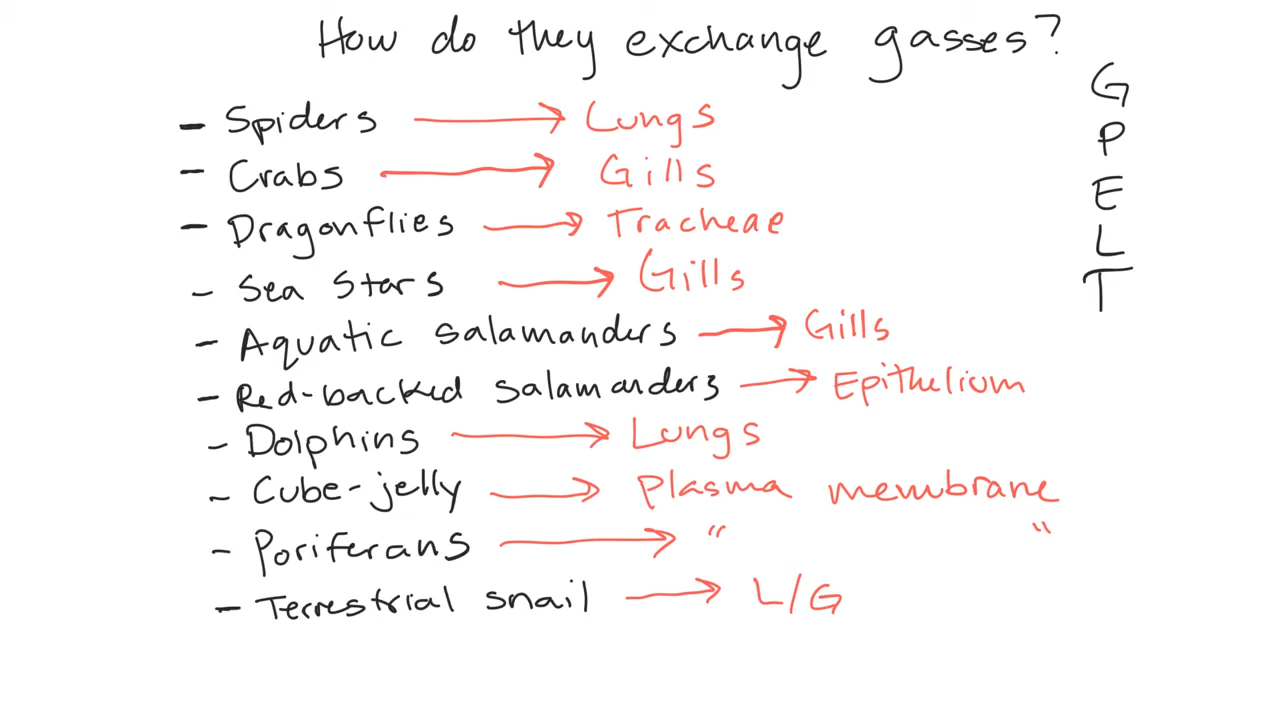 How do they exchange gasses?
- Spiders → Lungs
- Crabs → Gills
- Dragonflies → Tracheae
- Sea Stars → Gills
- Aquatic salamanders → Gills
- Red-backed salamanders → Epithelium
- Dolphins → Lungs
- Cube-jelly → Plasma membrane
- Poriferans → " "
- Terrestrial snail → L/G
G
P
E
L
T